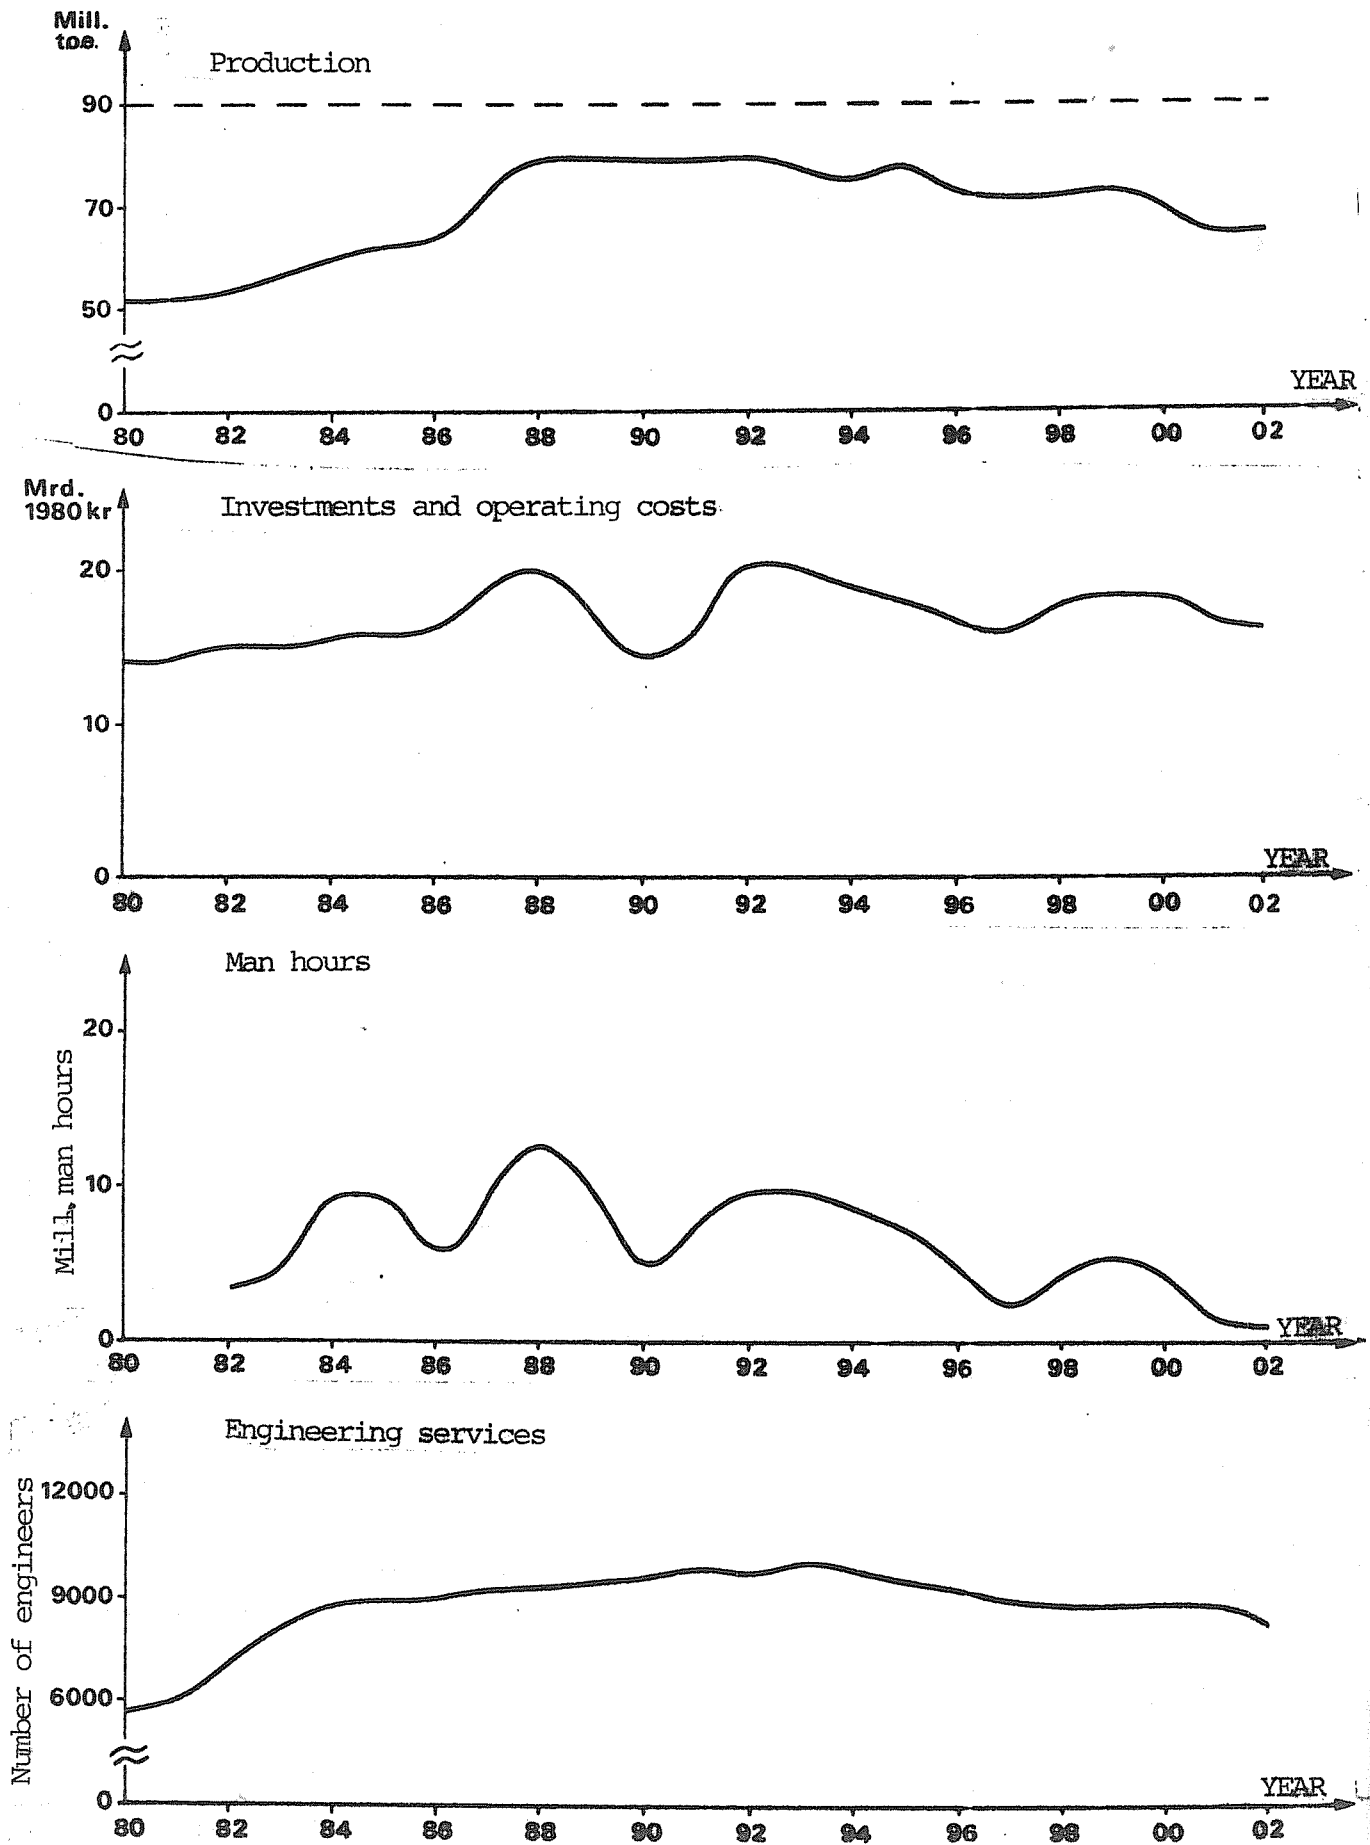 Mill.
toe.
Production
90
70
50
0
YEAR
80 82 84 86 88 90 92 94 96 98 00 02
Mrd.
1980 kr
Investments and operating costs
20
10
0
YEAR
80 82 84 86 88 90 92 94 96 98 00 02
Man hours
Mill. man hours
20
10
0
YEAR
80 82 84 86 88 90 92 94 96 98 00 02
Engineering services
Number of engineers
12000
9000
6000
0
YEAR
80 82 84 86 88 90 92 94 96 98 00 02